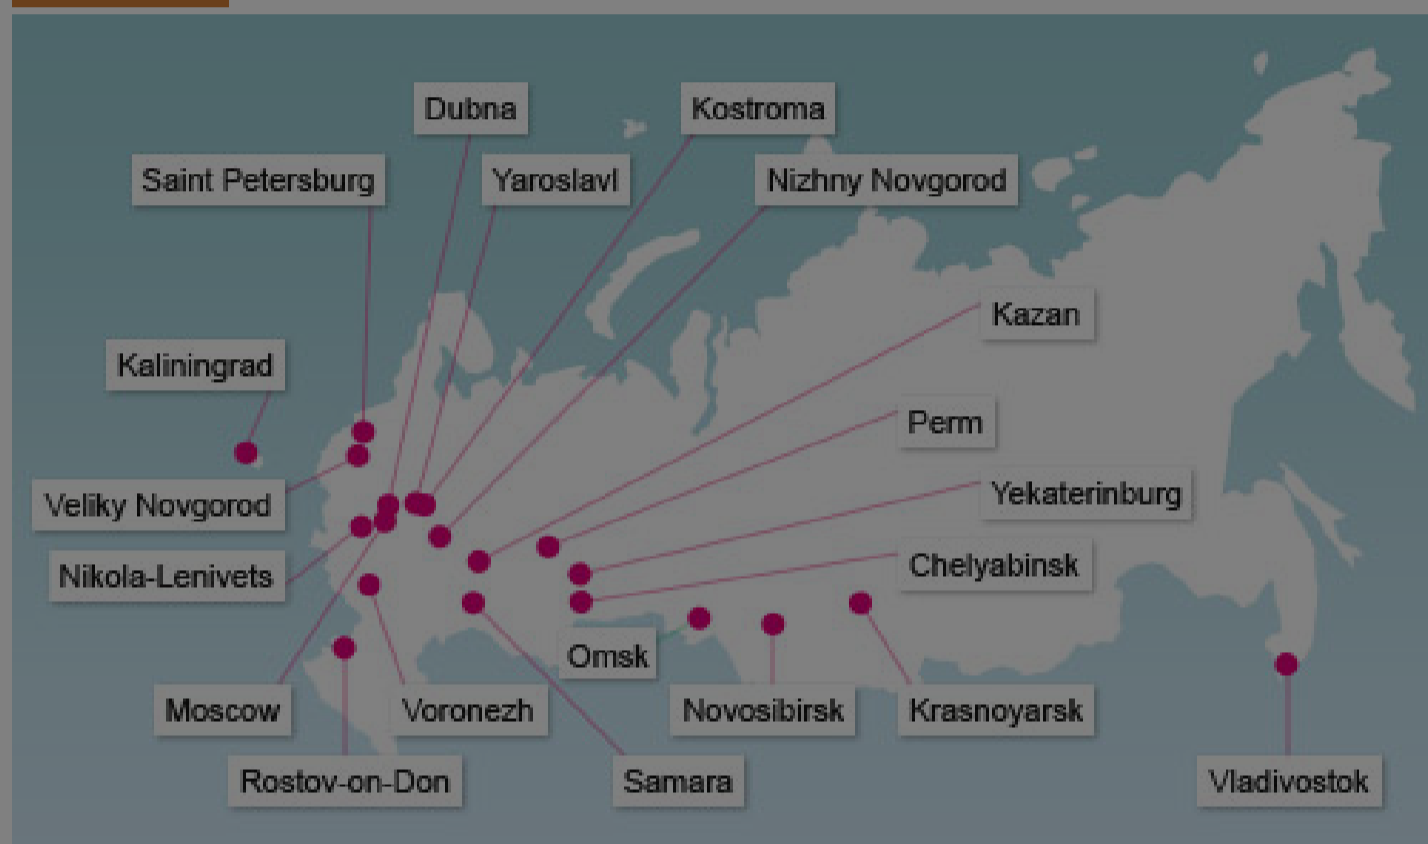 Dubna
Kostroma
Saint Petersburg
Yaroslavl
Nizhny Novgorod
Kazan
Kaliningrad
Perm
Yekaterinburg
Veliky Novgorod
Chelyabinsk
Nikola-Lenivets
Omsk
Moscow
Voronezh
Novosibirsk
Krasnoyarsk
Rostov-on-Don
Samara
Vladivostok